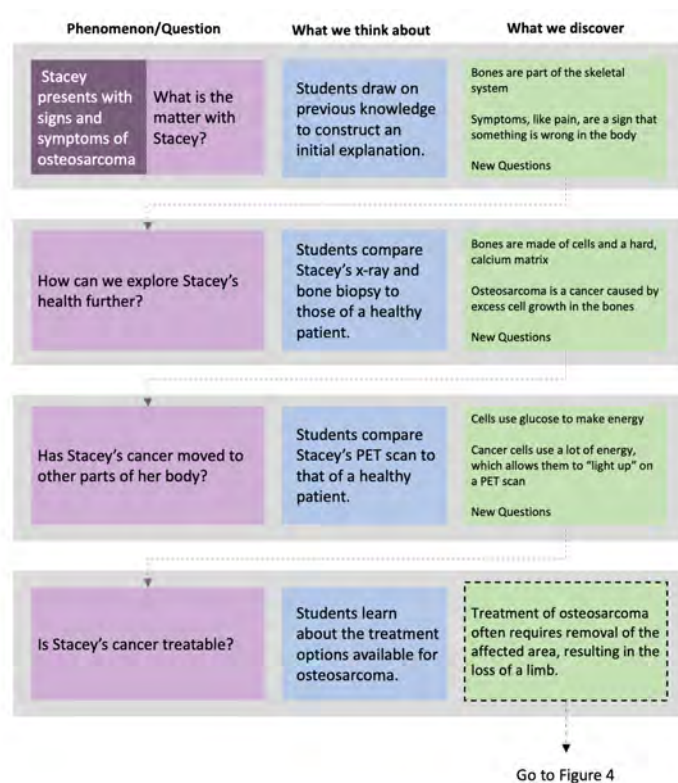 Phenomenon/Question
What we think about
What we discover
Stacey
presents with
signs and
symptoms of
osteosarcoma
What is the
matter with
Stacey?
Students draw on
previous knowledge
to construct an
initial explanation.
Bones are part of the skeletal
system
Symptoms, like pain, are a sign that
something is wrong in the body
New Questions
How can we explore Stacey's
health further?
Students compare
Stacey's x-ray and
bone biopsy to
those of a healthy
patient.
Bones are made of cells and a hard,
calcium matrix
Osteosarcoma is a cancer caused by
excess cell growth in the bones
New Questions
Has Stacey's cancer moved to
other parts of her body?
Students compare
Stacey's PET scan to
that of a healthy
patient.
Cells use glucose to make energy
Cancer cells use a lot of energy,
which allows them to "light up" on
a PET scan
New Questions
Is Stacey's cancer treatable?
Students learn
about the treatment
options available for
osteosarcoma.
Treatment of osteosarcoma
often requires removal of the
affected area, resulting in the
loss of a limb.
Go to Figure 4